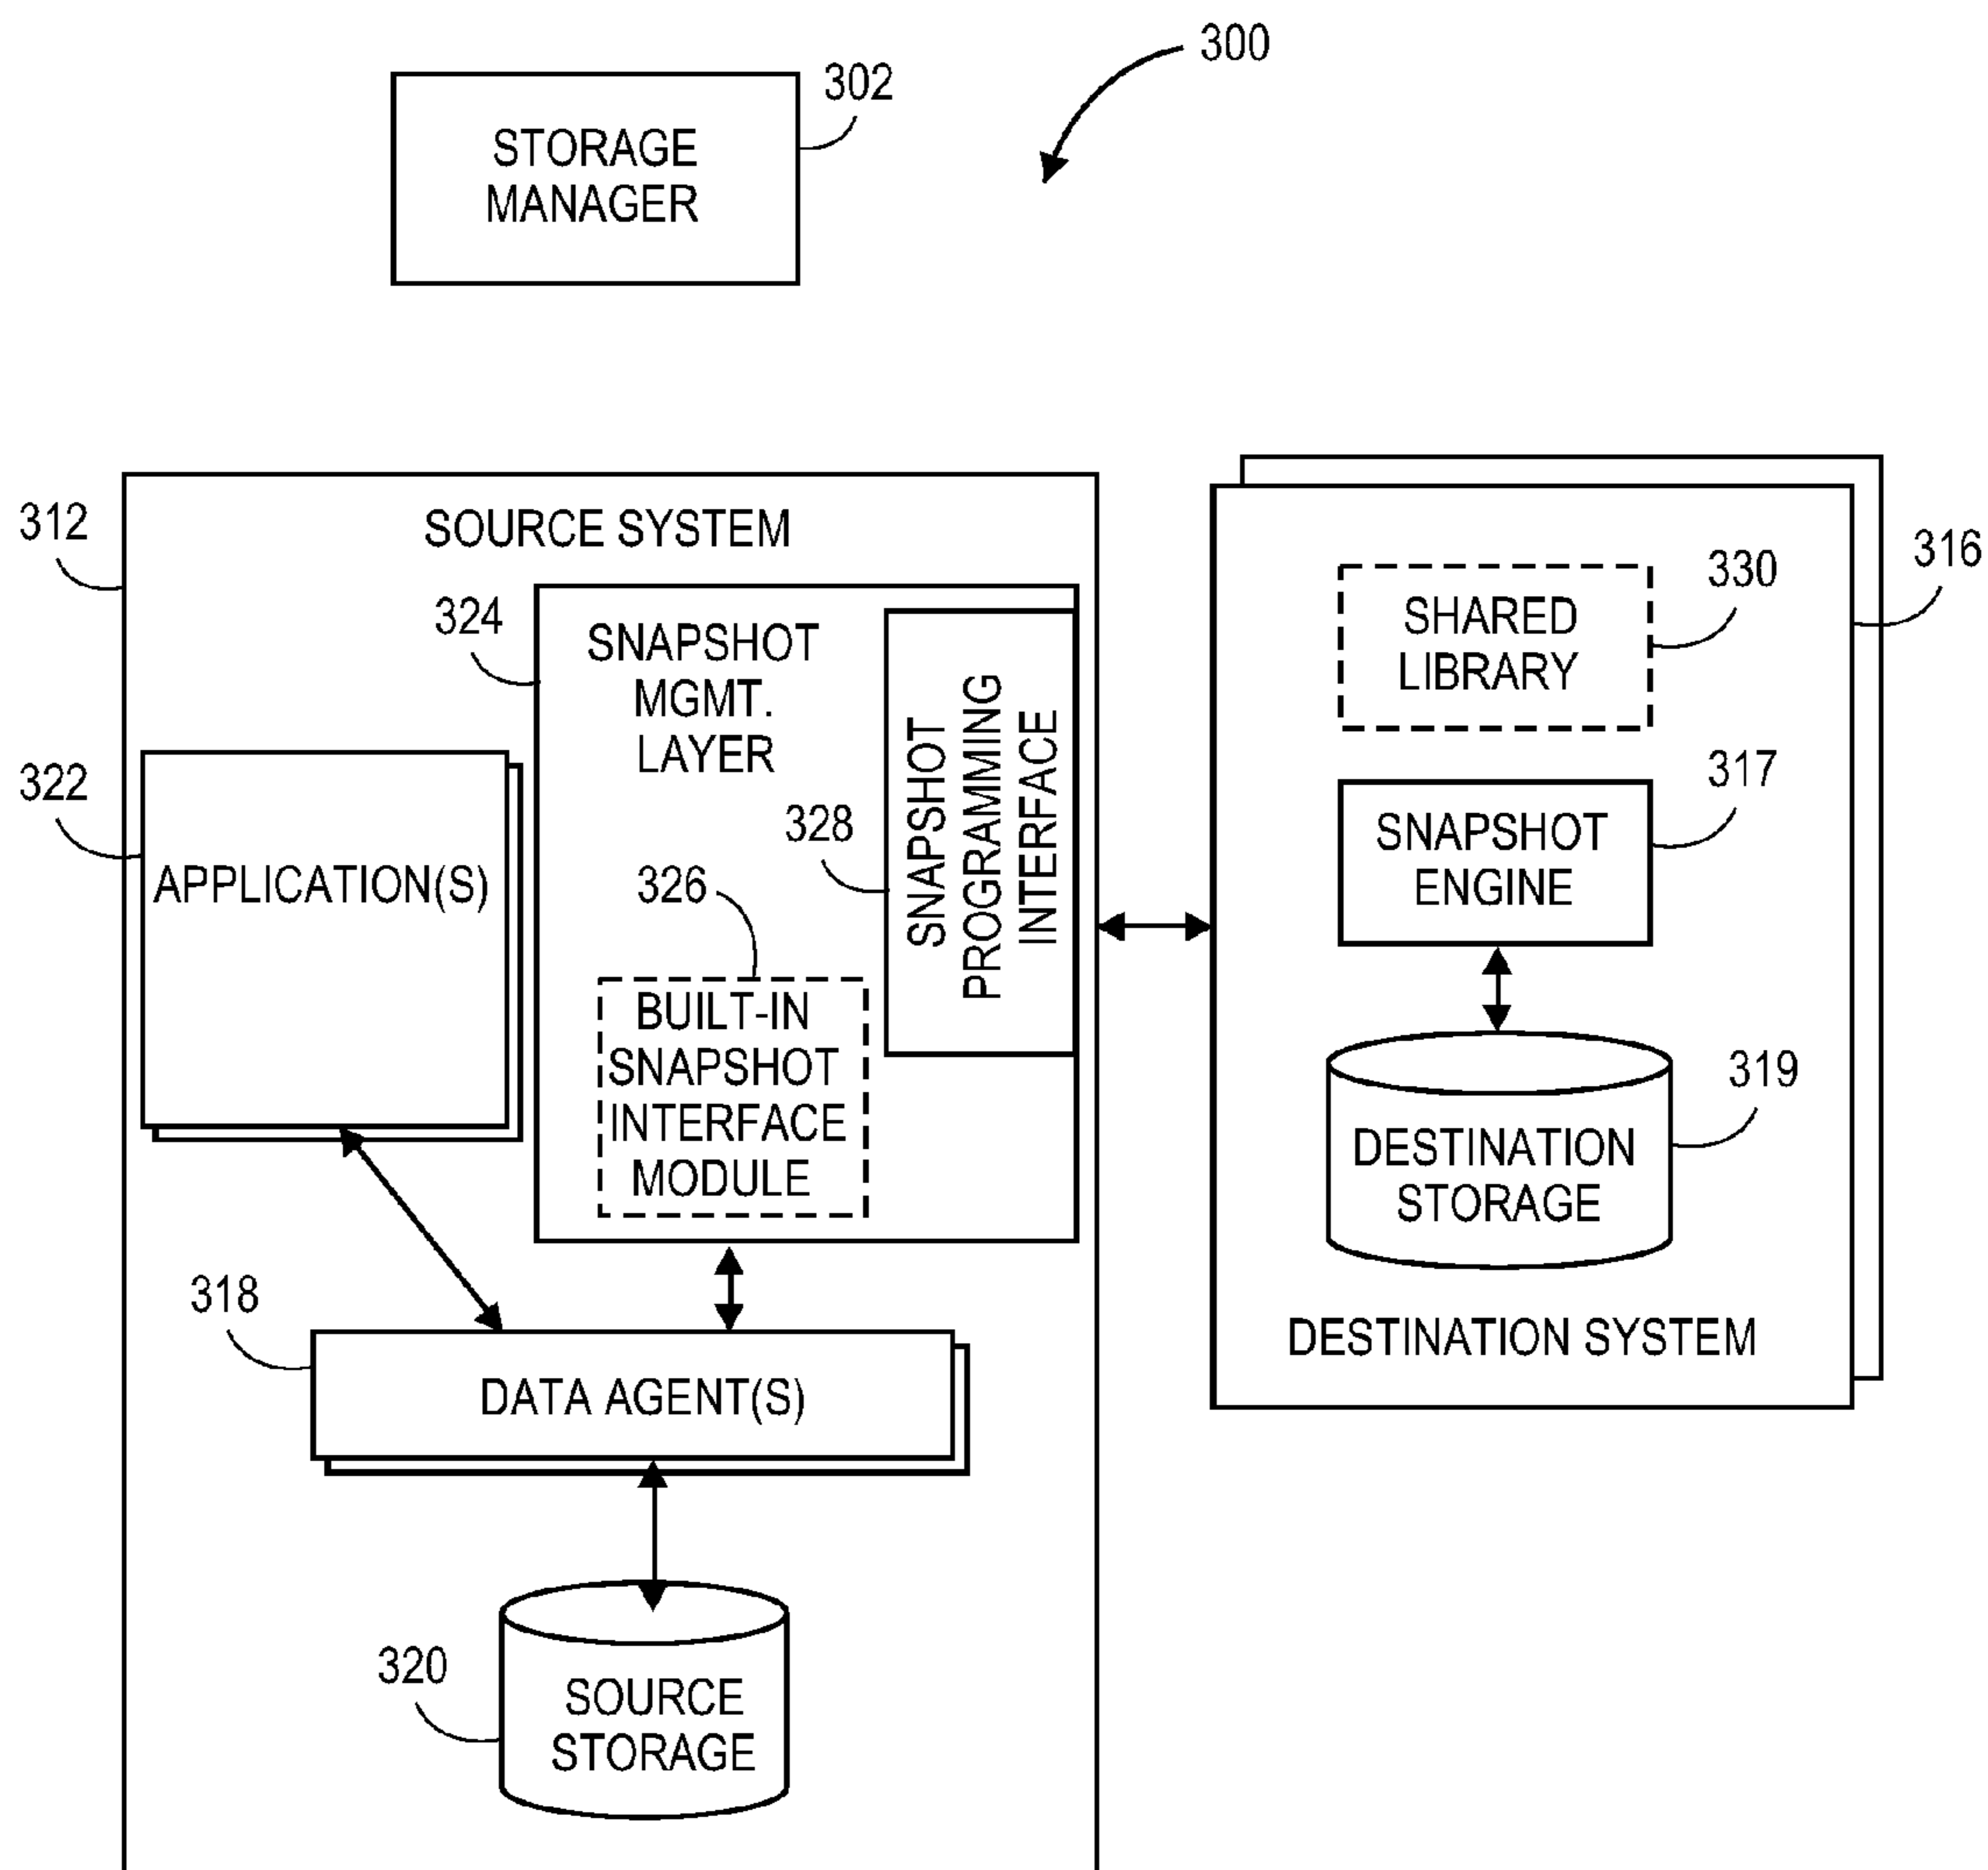 300
302
STORAGE
MANAGER
312
SOURCE SYSTEM
324
SNAPSHOT
MGMT.
LAYER
328
SNAPSHOT
PROGRAMMING
INTERFACE
322
APPLICATION(S)
326
BUILT-IN
SNAPSHOT
INTERFACE
MODULE
318
DATA AGENT(S)
320
SOURCE
STORAGE
316
330
SHARED
LIBRARY
317
SNAPSHOT
ENGINE
319
DESTINATION
STORAGE
DESTINATION SYSTEM